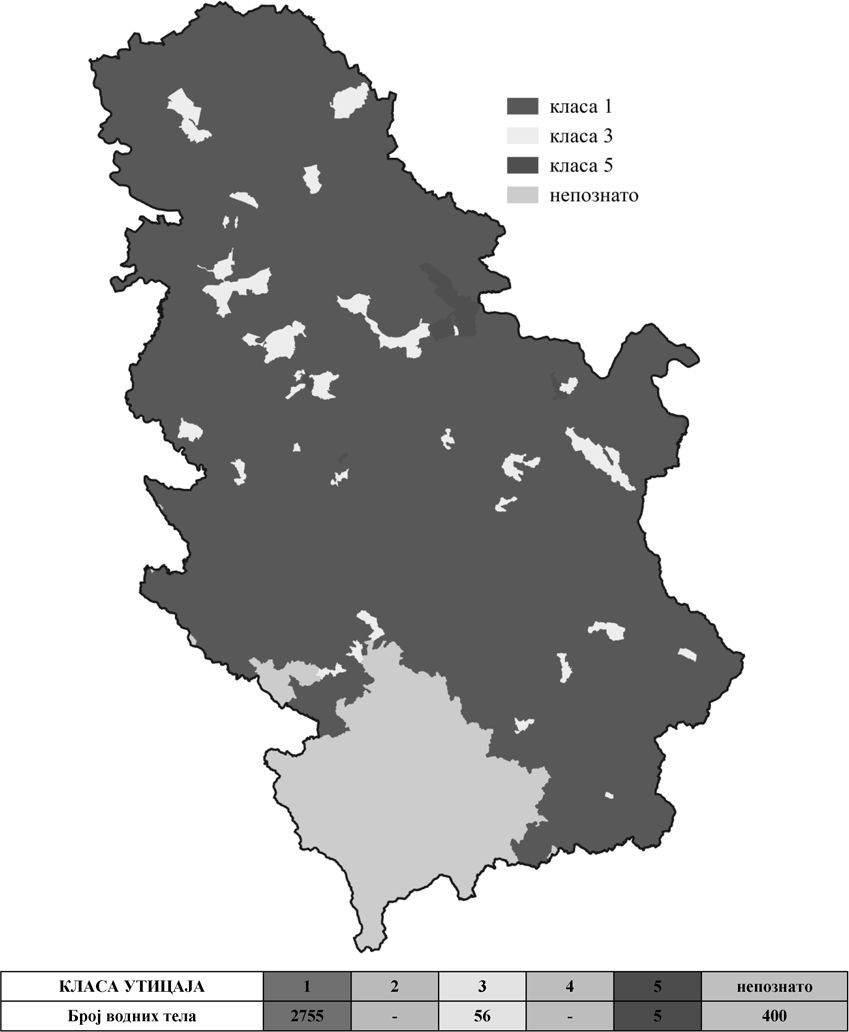 класа 1
класа 3
класа 5
непознато
КЛАСА УТИЦАЈА 1 2 3 4 5 непознато
Број водних тела 2755 - 56 - 5 400